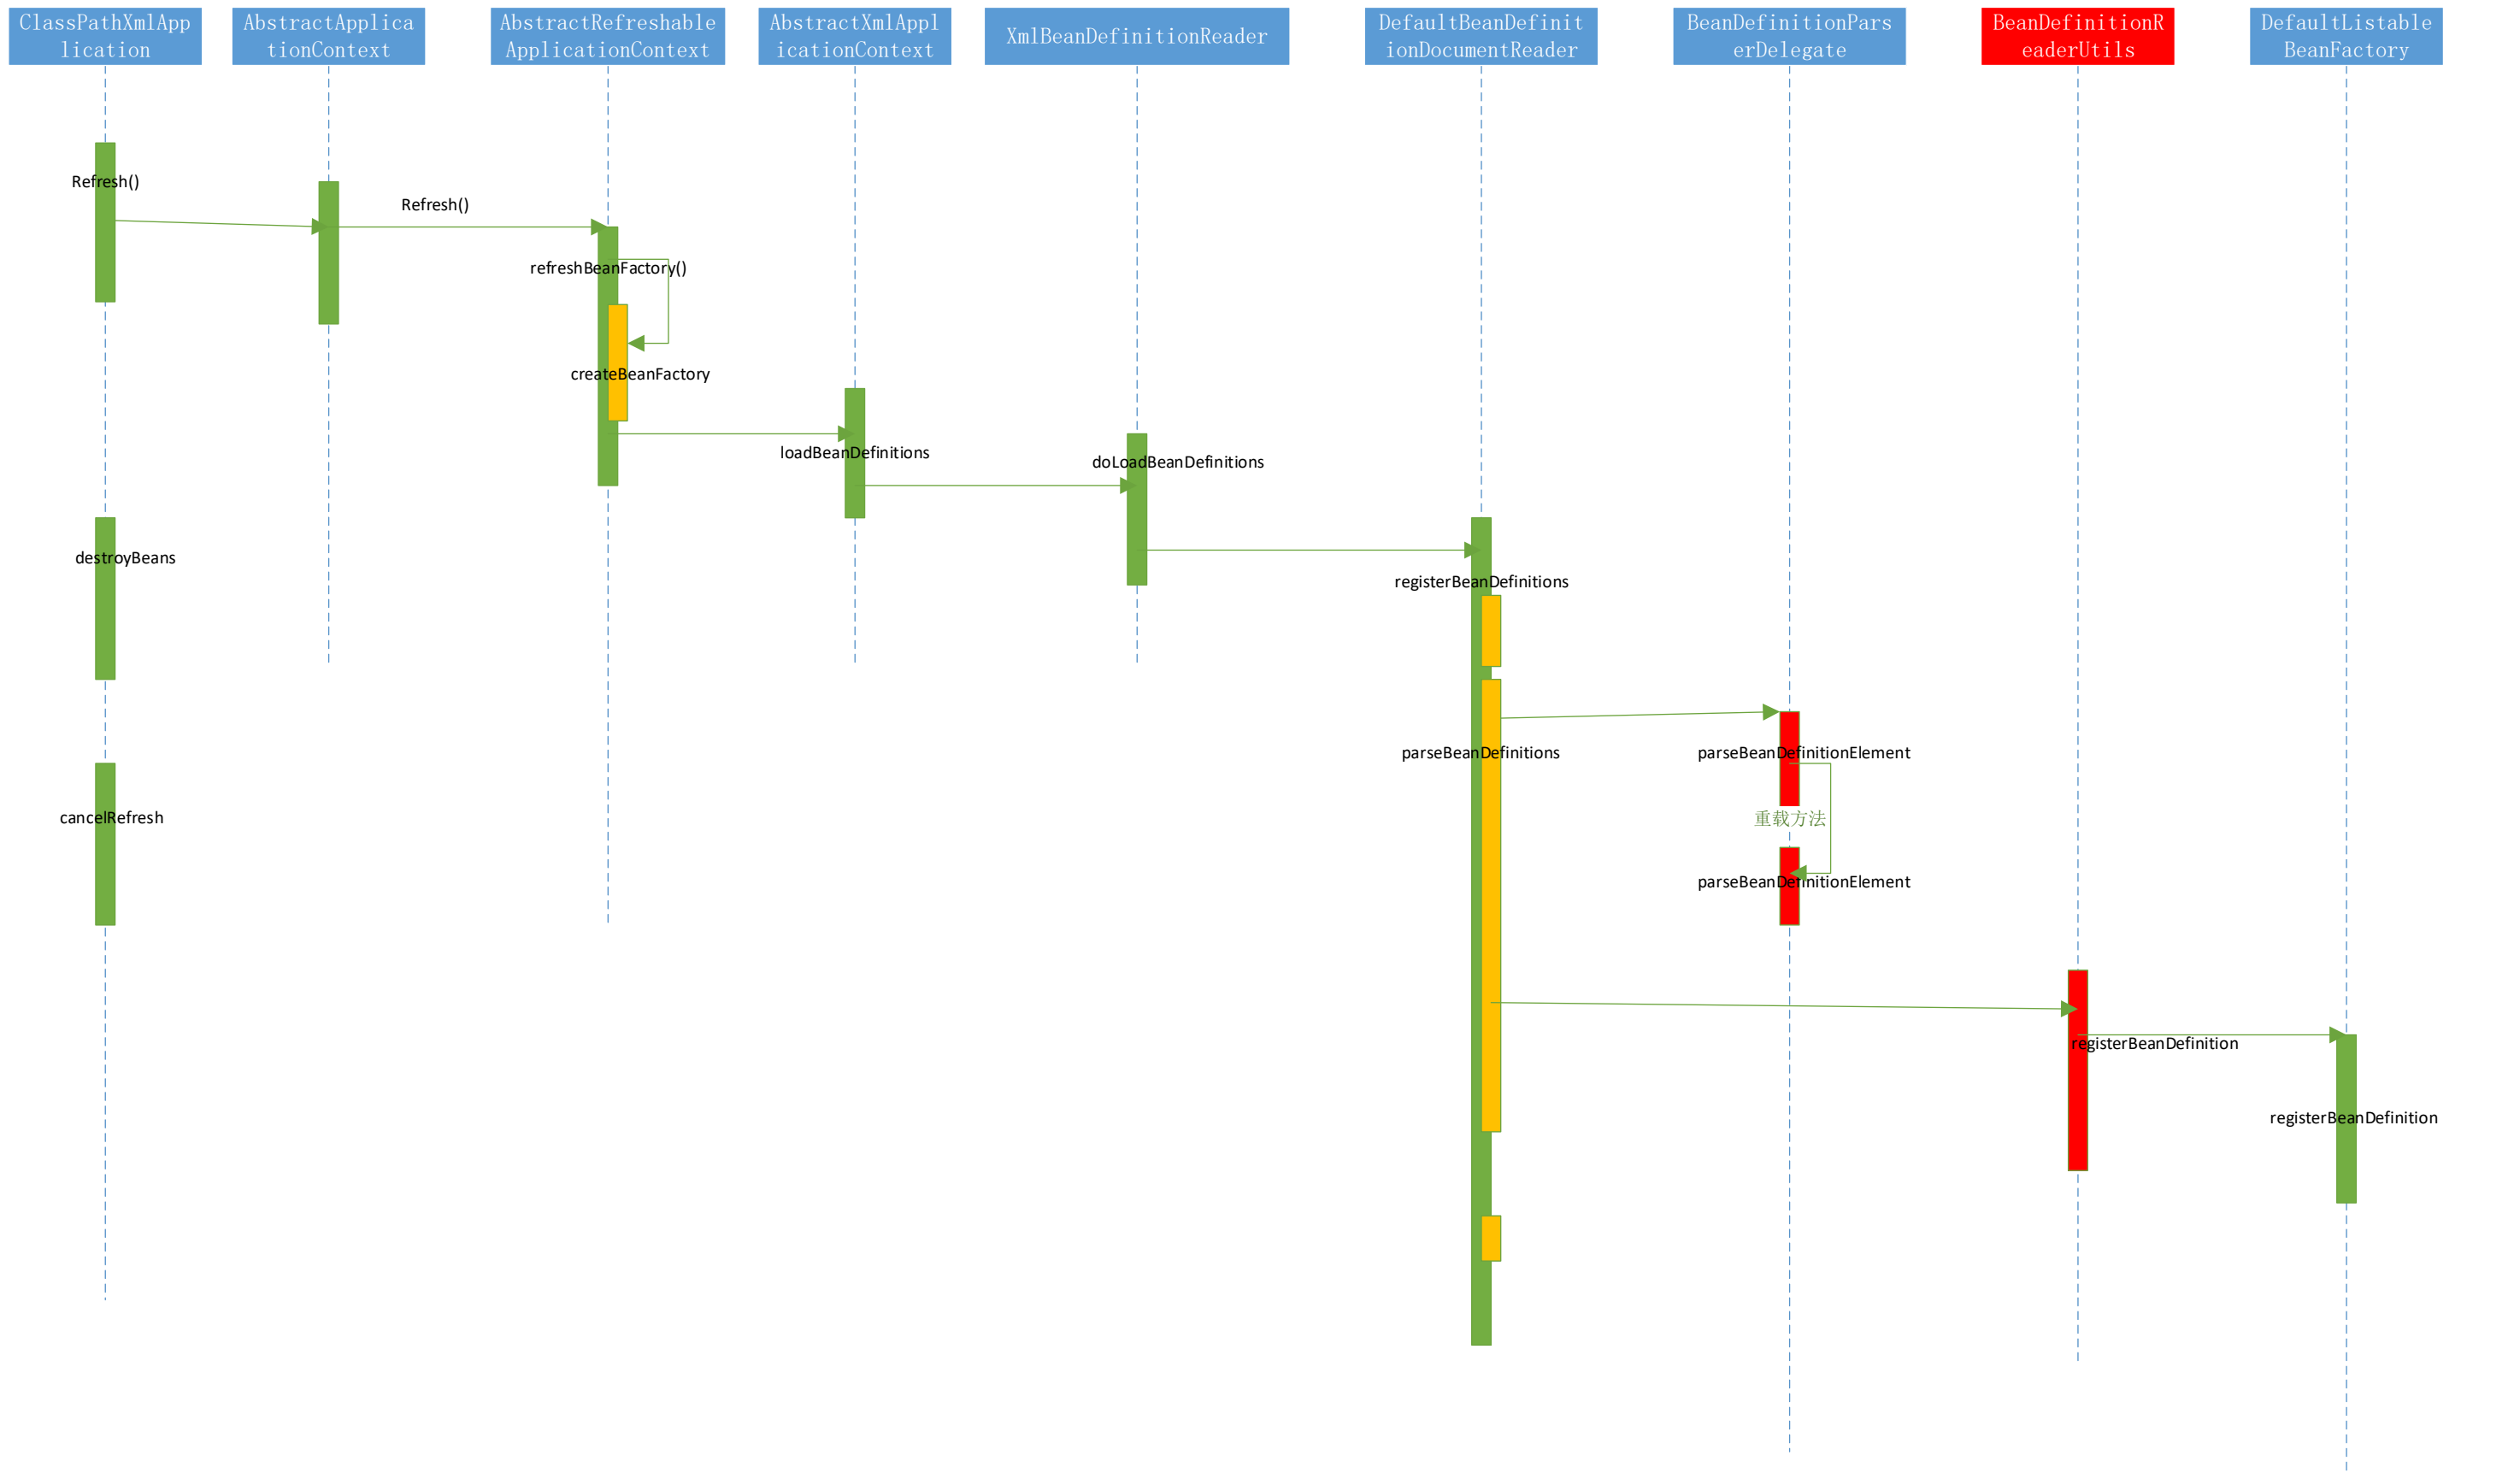 ClassPathXmlApp
lication
AbstractApplica
tionContext
AbstractRefreshable
ApplicationContext
AbstractXmlAppl
icationContext
XmlBeanDefinitionReader
DefaultBeanDefinit
ionDocumentReader
BeanDefinitionPars
erDelegate
BeanDefinitionR
eaderUtils
DefaultListable
BeanFactory
Refresh()
Refresh()
refreshBeanFactory()
createBeanFactory
loadBeanDefinitions
doLoadBeanDefinitions
destroyBeans
registerBeanDefinitions
parseBeanDefinitions
parseBeanDefinitionElement
cancelRefresh
重载方法
parseBeanDefinitionElement
registerBeanDefinition
registerBeanDefinition